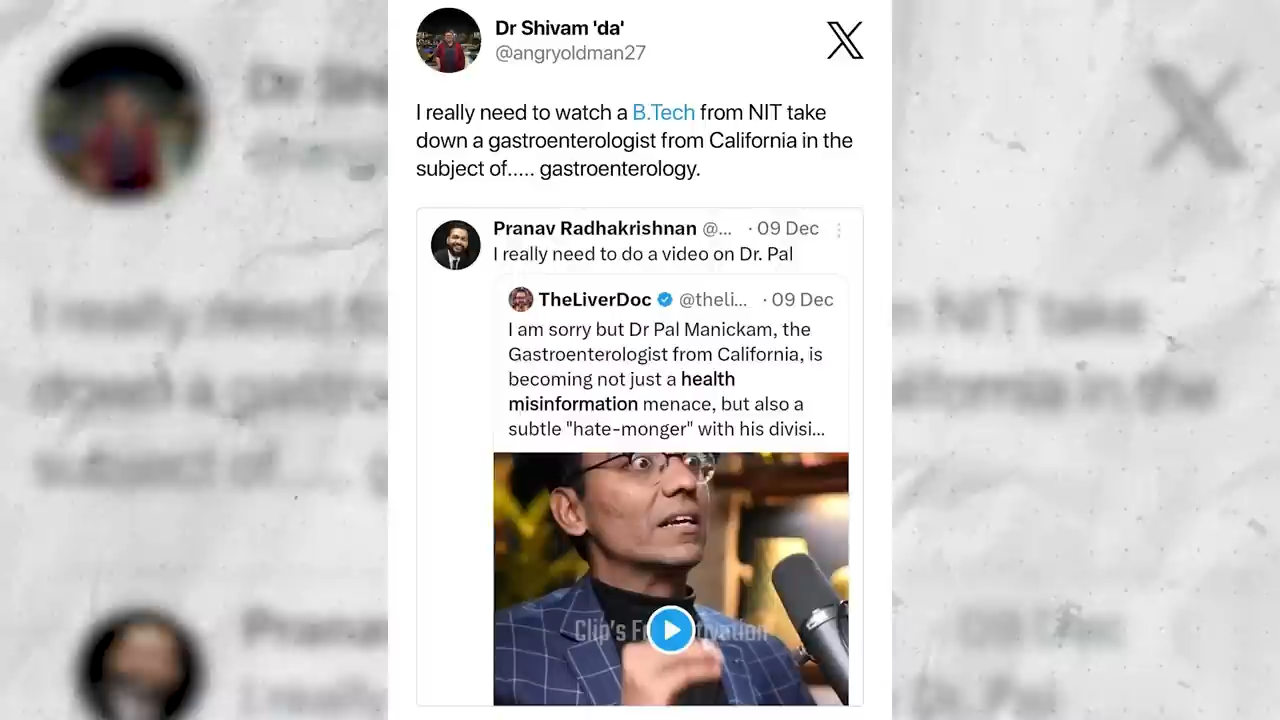 Dr Shivam 'da'
@angryoldman27
I really need to watch a B.Tech from NIT take
down a gastroenterologist from California in the
subject of..... gastroenterology.
Pranav Radhakrishnan @... · 09 Dec
I really need to do a video on Dr. Pal
TheLiverDoc @theli... · 09 Dec
I am sorry but Dr Pal Manickam, the
Gastroenterologist from California, is
becoming not just a health
misinformation menace, but also a
subtle "hate-monger" with his divisi...
Clip's F